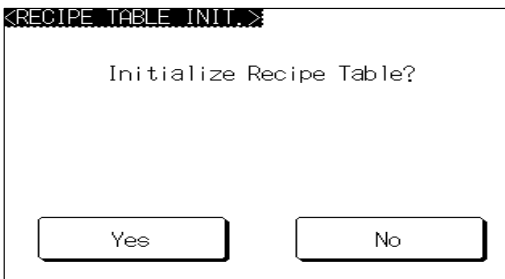 <RECIPE TABLE INIT.>
Initialize Recipe Table?
Yes
No